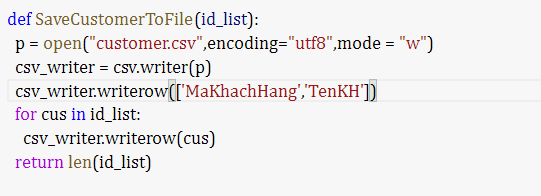 def SaveCustomerToFile(id_list):
p = open("customer.csv",encoding="utf8",mode = "w")
csv_writer = csv.writer(p)
csv_writer.writerow(['MaKhachHang','TenKH'])
for cus in id_list:
csv_writer.writerow(cus)
return len(id_list)